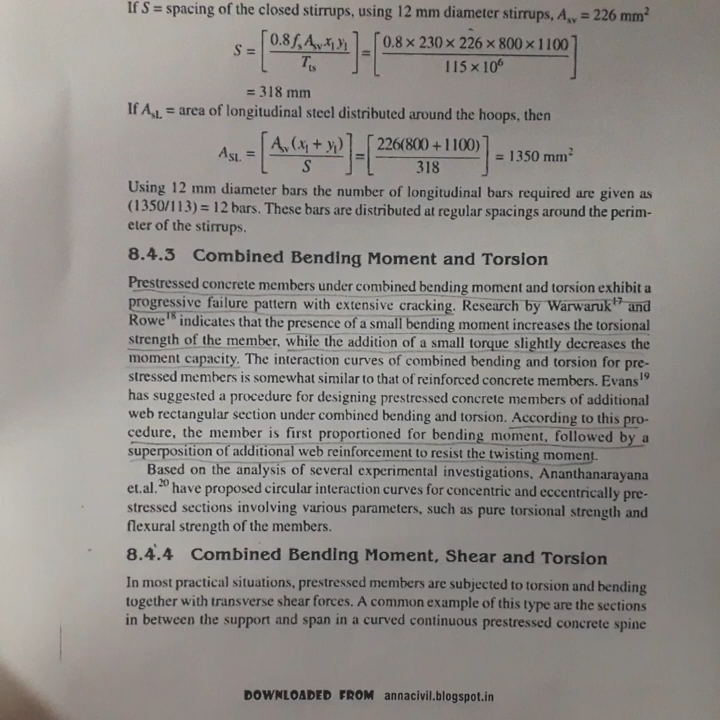 If S = spacing of the closed stirrups, using 12 mm diameter stirrups, A_sv = 226 mm²
S = [0.8 f_s A_sv x₁ y₁ / T_ts] = [0.8 × 230 × 226 × 800 × 1100 / 115 × 10⁶]
= 318 mm
If A_sL = area of longitudinal steel distributed around the hoops, then
A_SL = [A_sv (x₁ + y₁) / S] = [226(800 + 1100) / 318] = 1350 mm²
Using 12 mm diameter bars the number of longitudinal bars required are given as
(1350/113) = 12 bars. These bars are distributed at regular spacings around the perim-
eter of the stirrups.
8.4.3 Combined Bending Moment and Torsion
Prestressed concrete members under combined bending moment and torsion exhibit a
progressive failure pattern with extensive cracking. Research by Warwaruk¹⁷ and
Rowe¹⁸ indicates that the presence of a small bending moment increases the torsional
strength of the member, while the addition of a small torque slightly decreases the
moment capacity. The interaction curves of combined bending and torsion for pre-
stressed members is somewhat similar to that of reinforced concrete members. Evans¹⁹
has suggested a procedure for designing prestressed concrete members of additional
web rectangular section under combined bending and torsion. According to this pro-
cedure, the member is first proportioned for bending moment, followed by a
superposition of additional web reinforcement to resist the twisting moment.
Based on the analysis of several experimental investigations, Ananthanarayana
et.al.²⁰ have proposed circular interaction curves for concentric and eccentrically pre-
stressed sections involving various parameters, such as pure torsional strength and
flexural strength of the members.
8.4.4 Combined Bending Moment, Shear and Torsion
In most practical situations, prestressed members are subjected to torsion and bending
together with transverse shear forces. A common example of this type are the sections
in between the support and span in a curved continuous prestressed concrete spine
DOWNLOADED FROM annacivil.blogspot.in